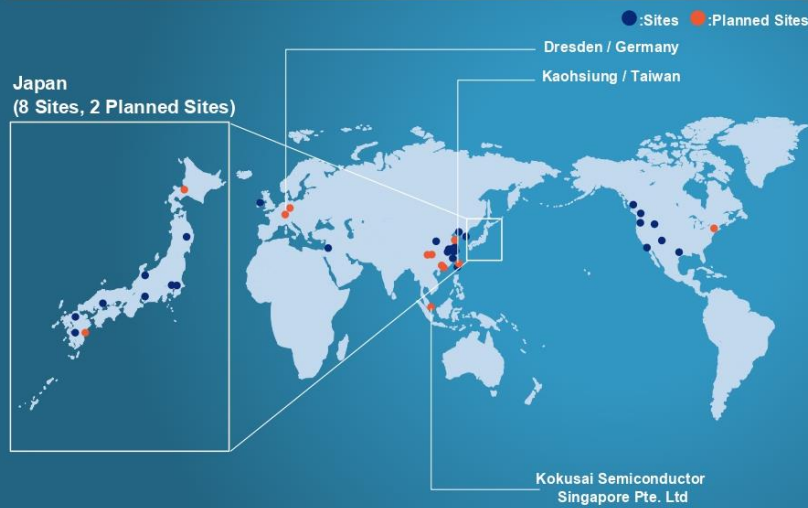 :Sites :Planned Sites
Dresden / Germany
Kaohsiung / Taiwan
Japan
(8 Sites, 2 Planned Sites)
Kokusai Semiconductor
Singapore Pte. Ltd